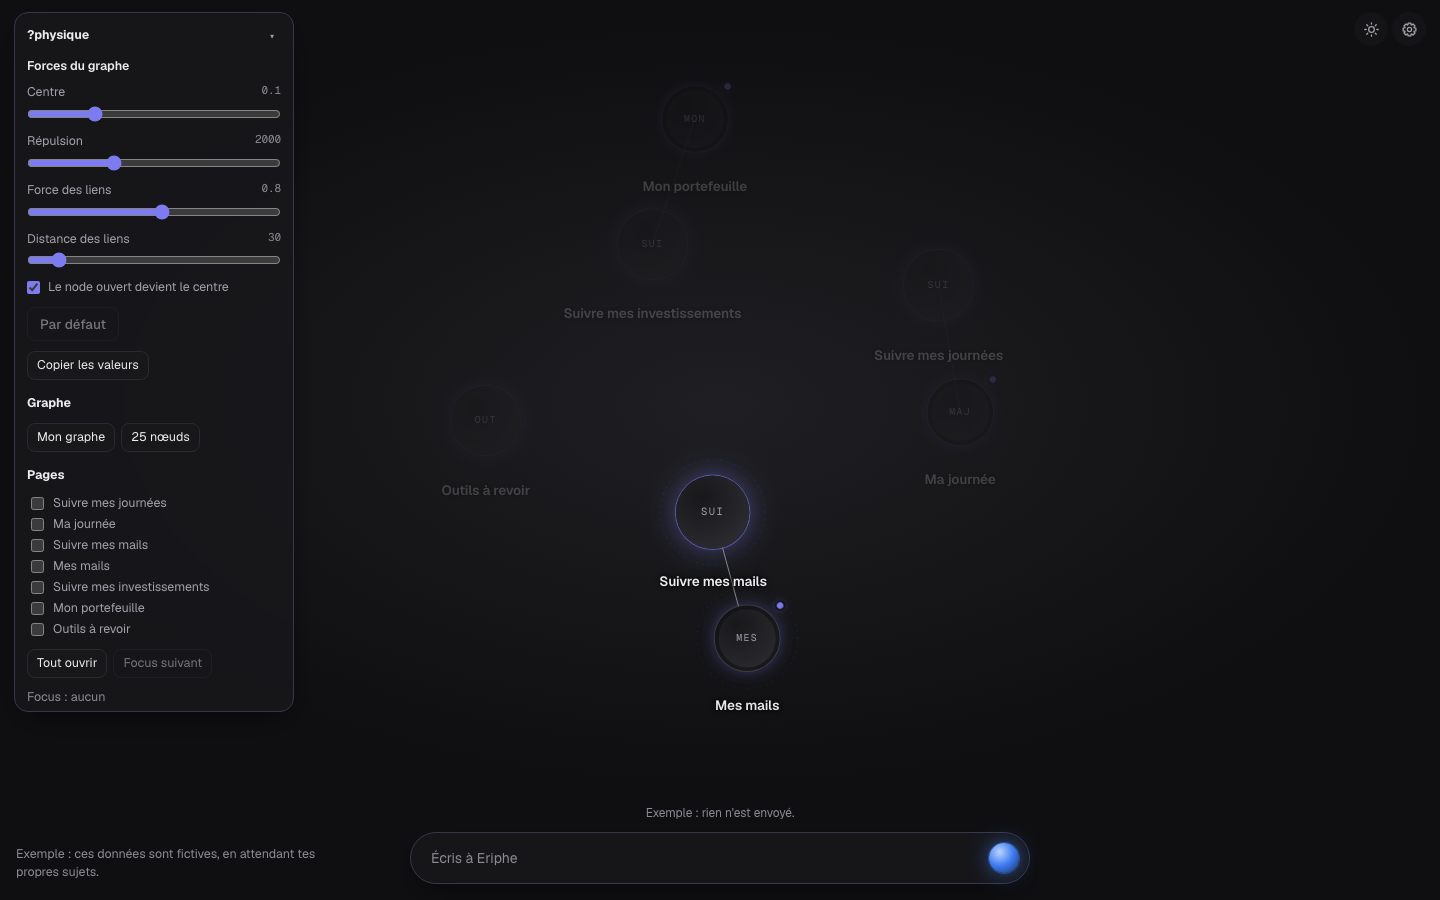 ?physique
Forces du graphe
Centre 0.1
Répulsion 2000
Force des liens 0.8
Distance des liens 30
Le node ouvert devient le centre
Par défaut
Copier les valeurs
Graphe
Mon graphe 25 nœuds
Pages
Suivre mes journées
Ma journée
Suivre mes mails
Mes mails
Suivre mes investissements
Mon portefeuille
Outils à revoir
Tout ouvrir Focus suivant
Focus : aucun
MON
Mon portefeuille
SUI
Suivre mes investissements
SUI
Suivre mes journées
MAJ
Ma journée
OUT
Outils à revoir
SUI
Suivre mes mails
MES
Mes mails
Exemple : rien n'est envoyé.
Écris à Eriphe
Exemple : ces données sont fictives, en attendant tes
propres sujets.